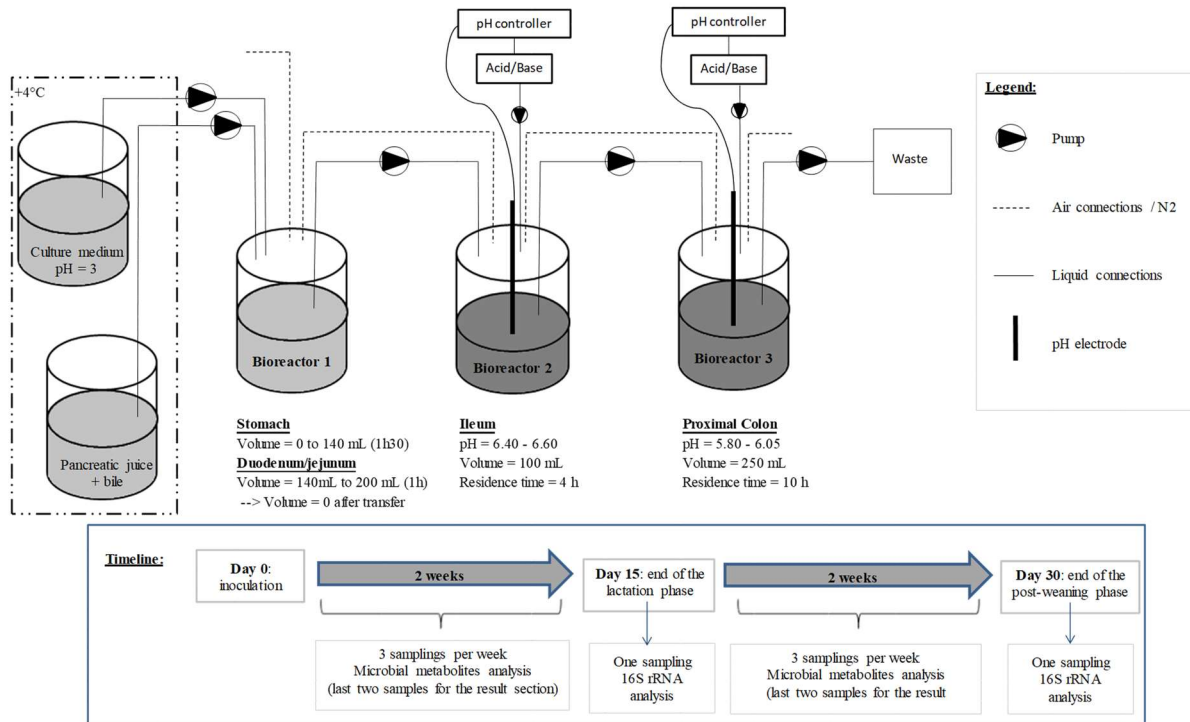 pH controller
pH controller
Acid/Base
Acid/Base
+4°C
Legend:
Pump
Waste
Air connections / N2
Culture medium
pH = 3
Liquid connections
Bioreactor 1
Bioreactor 2
Bioreactor 3
pH electrode
Pancreatic juice
+ bile
Stomach
Volume = 0 to 140 mL (1h30)
Duodenum/jejunum
Volume = 140mL to 200 mL (1h)
--> Volume = 0 after transfer
Ileum
pH = 6.40 - 6.60
Volume = 100 mL
Residence time = 4 h
Proximal Colon
pH = 5.80 - 6.05
Volume = 250 mL
Residence time = 10 h
Timeline:
Day 0:
inoculation
2 weeks
Day 15: end of the
lactation phase
2 weeks
Day 30: end of the
post-weaning phase
3 samplings per week
Microbial metabolites analysis
(last two samples for the result section)
One sampling
16S rRNA
analysis
3 samplings per week
Microbial metabolites analysis
(last two samples for the result
One sampling
16S rRNA
analysis